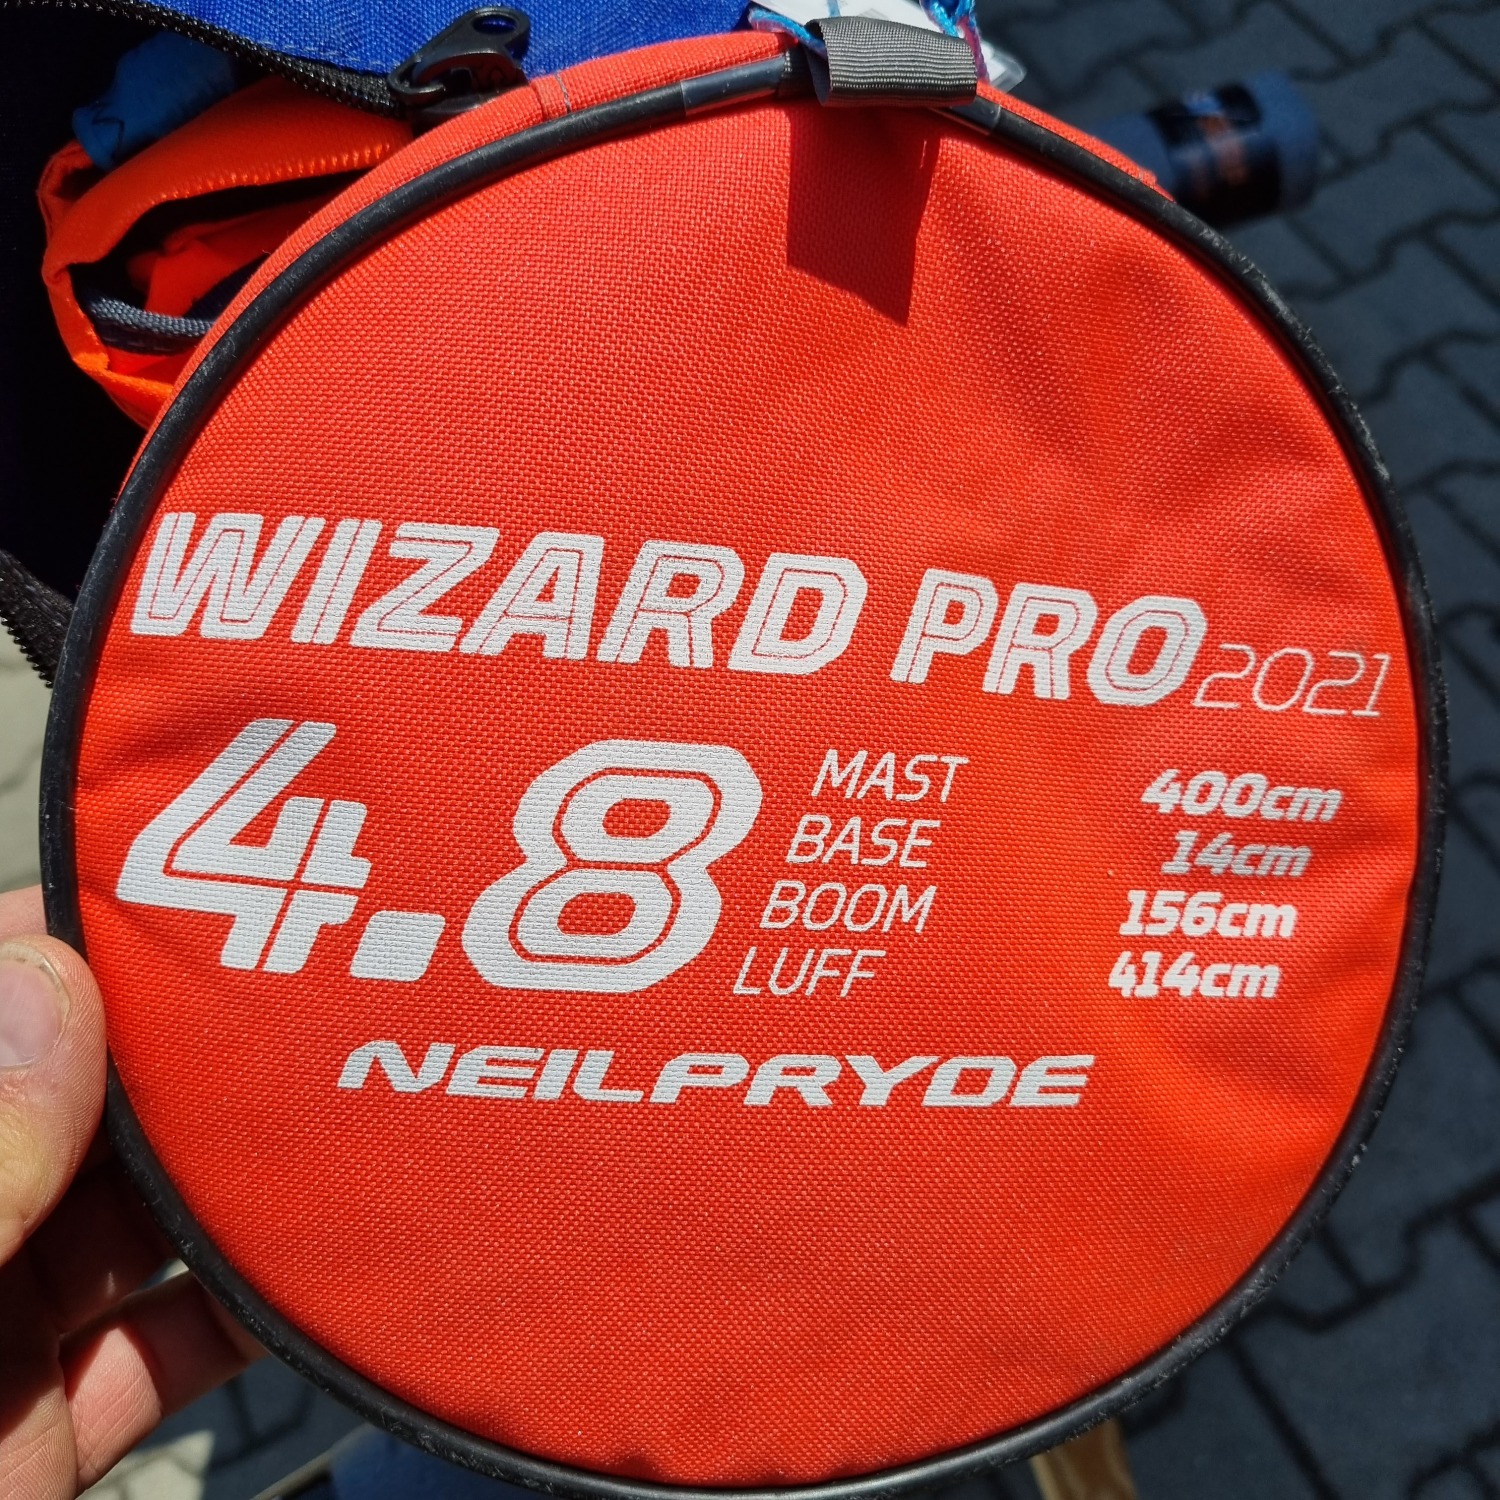 WIZARD PRO 2021
4.8
MAST 400cm
BASE 14cm
BOOM 156cm
LUFF 414cm
NEILPRYDE